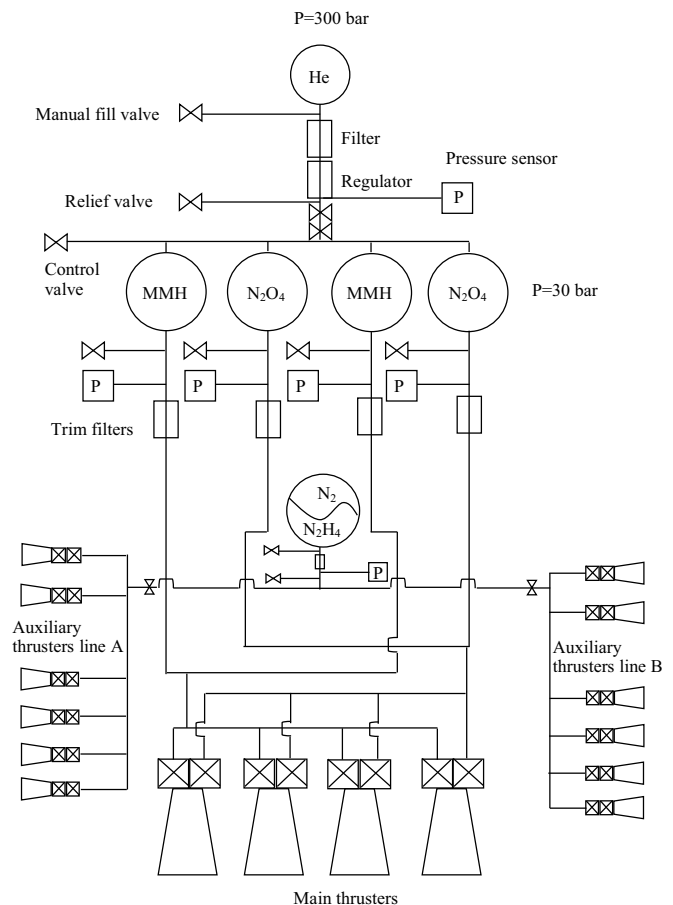 P=300 bar
He
Manual fill valve
Filter
Pressure sensor
Regulator
P
Relief valve
Control
valve
MMH
N₂O₄
MMH
N₂O₄
P=30 bar
P
P
P
P
Trim filters
N₂
N₂H₄
P
Auxiliary
thrusters line A
Auxiliary
thrusters line B
Main thrusters